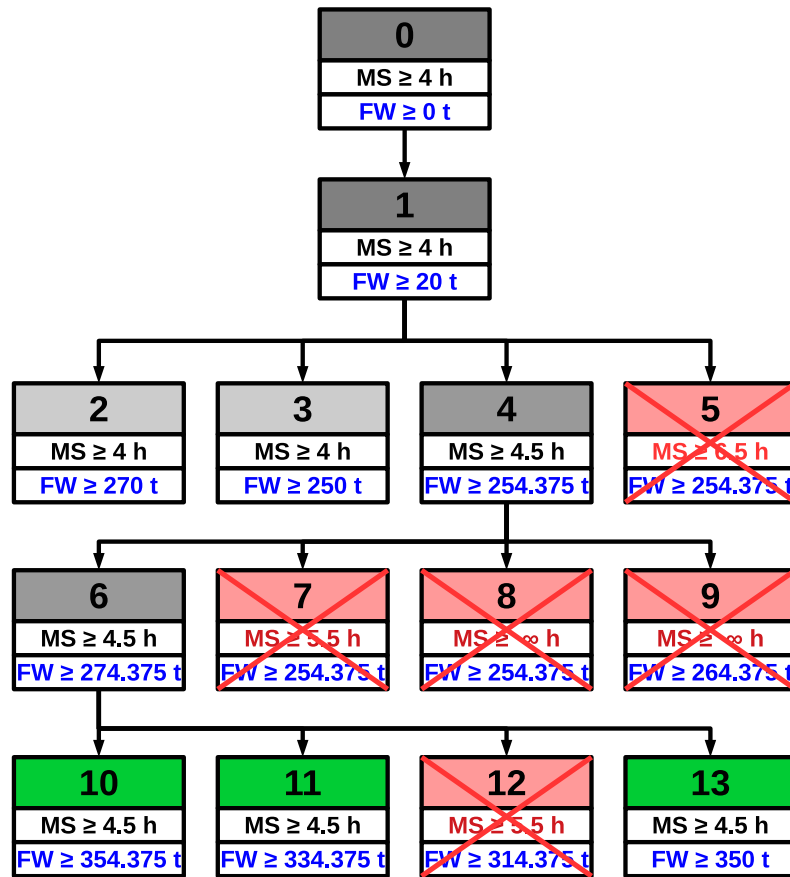 0
MS ≥ 4 h
FW ≥ 0 t
1
MS ≥ 4 h
FW ≥ 20 t
2
MS ≥ 4 h
FW ≥ 270 t
3
MS ≥ 4 h
FW ≥ 250 t
4
MS ≥ 4.5 h
FW ≥ 254.375 t
5
MS ≥ 6.5 h
FW ≥ 254.375 t
6
MS ≥ 4.5 h
FW ≥ 274.375 t
7
MS ≥ 5.5 h
FW ≥ 254.375 t
8
MS ≥ ∞ h
FW ≥ 254.375 t
9
MS ≥ ∞ h
FW ≥ 264.375 t
10
MS ≥ 4.5 h
FW ≥ 354.375 t
11
MS ≥ 4.5 h
FW ≥ 334.375 t
12
MS ≥ 5.5 h
FW ≥ 314.375 t
13
MS ≥ 4.5 h
FW ≥ 350 t